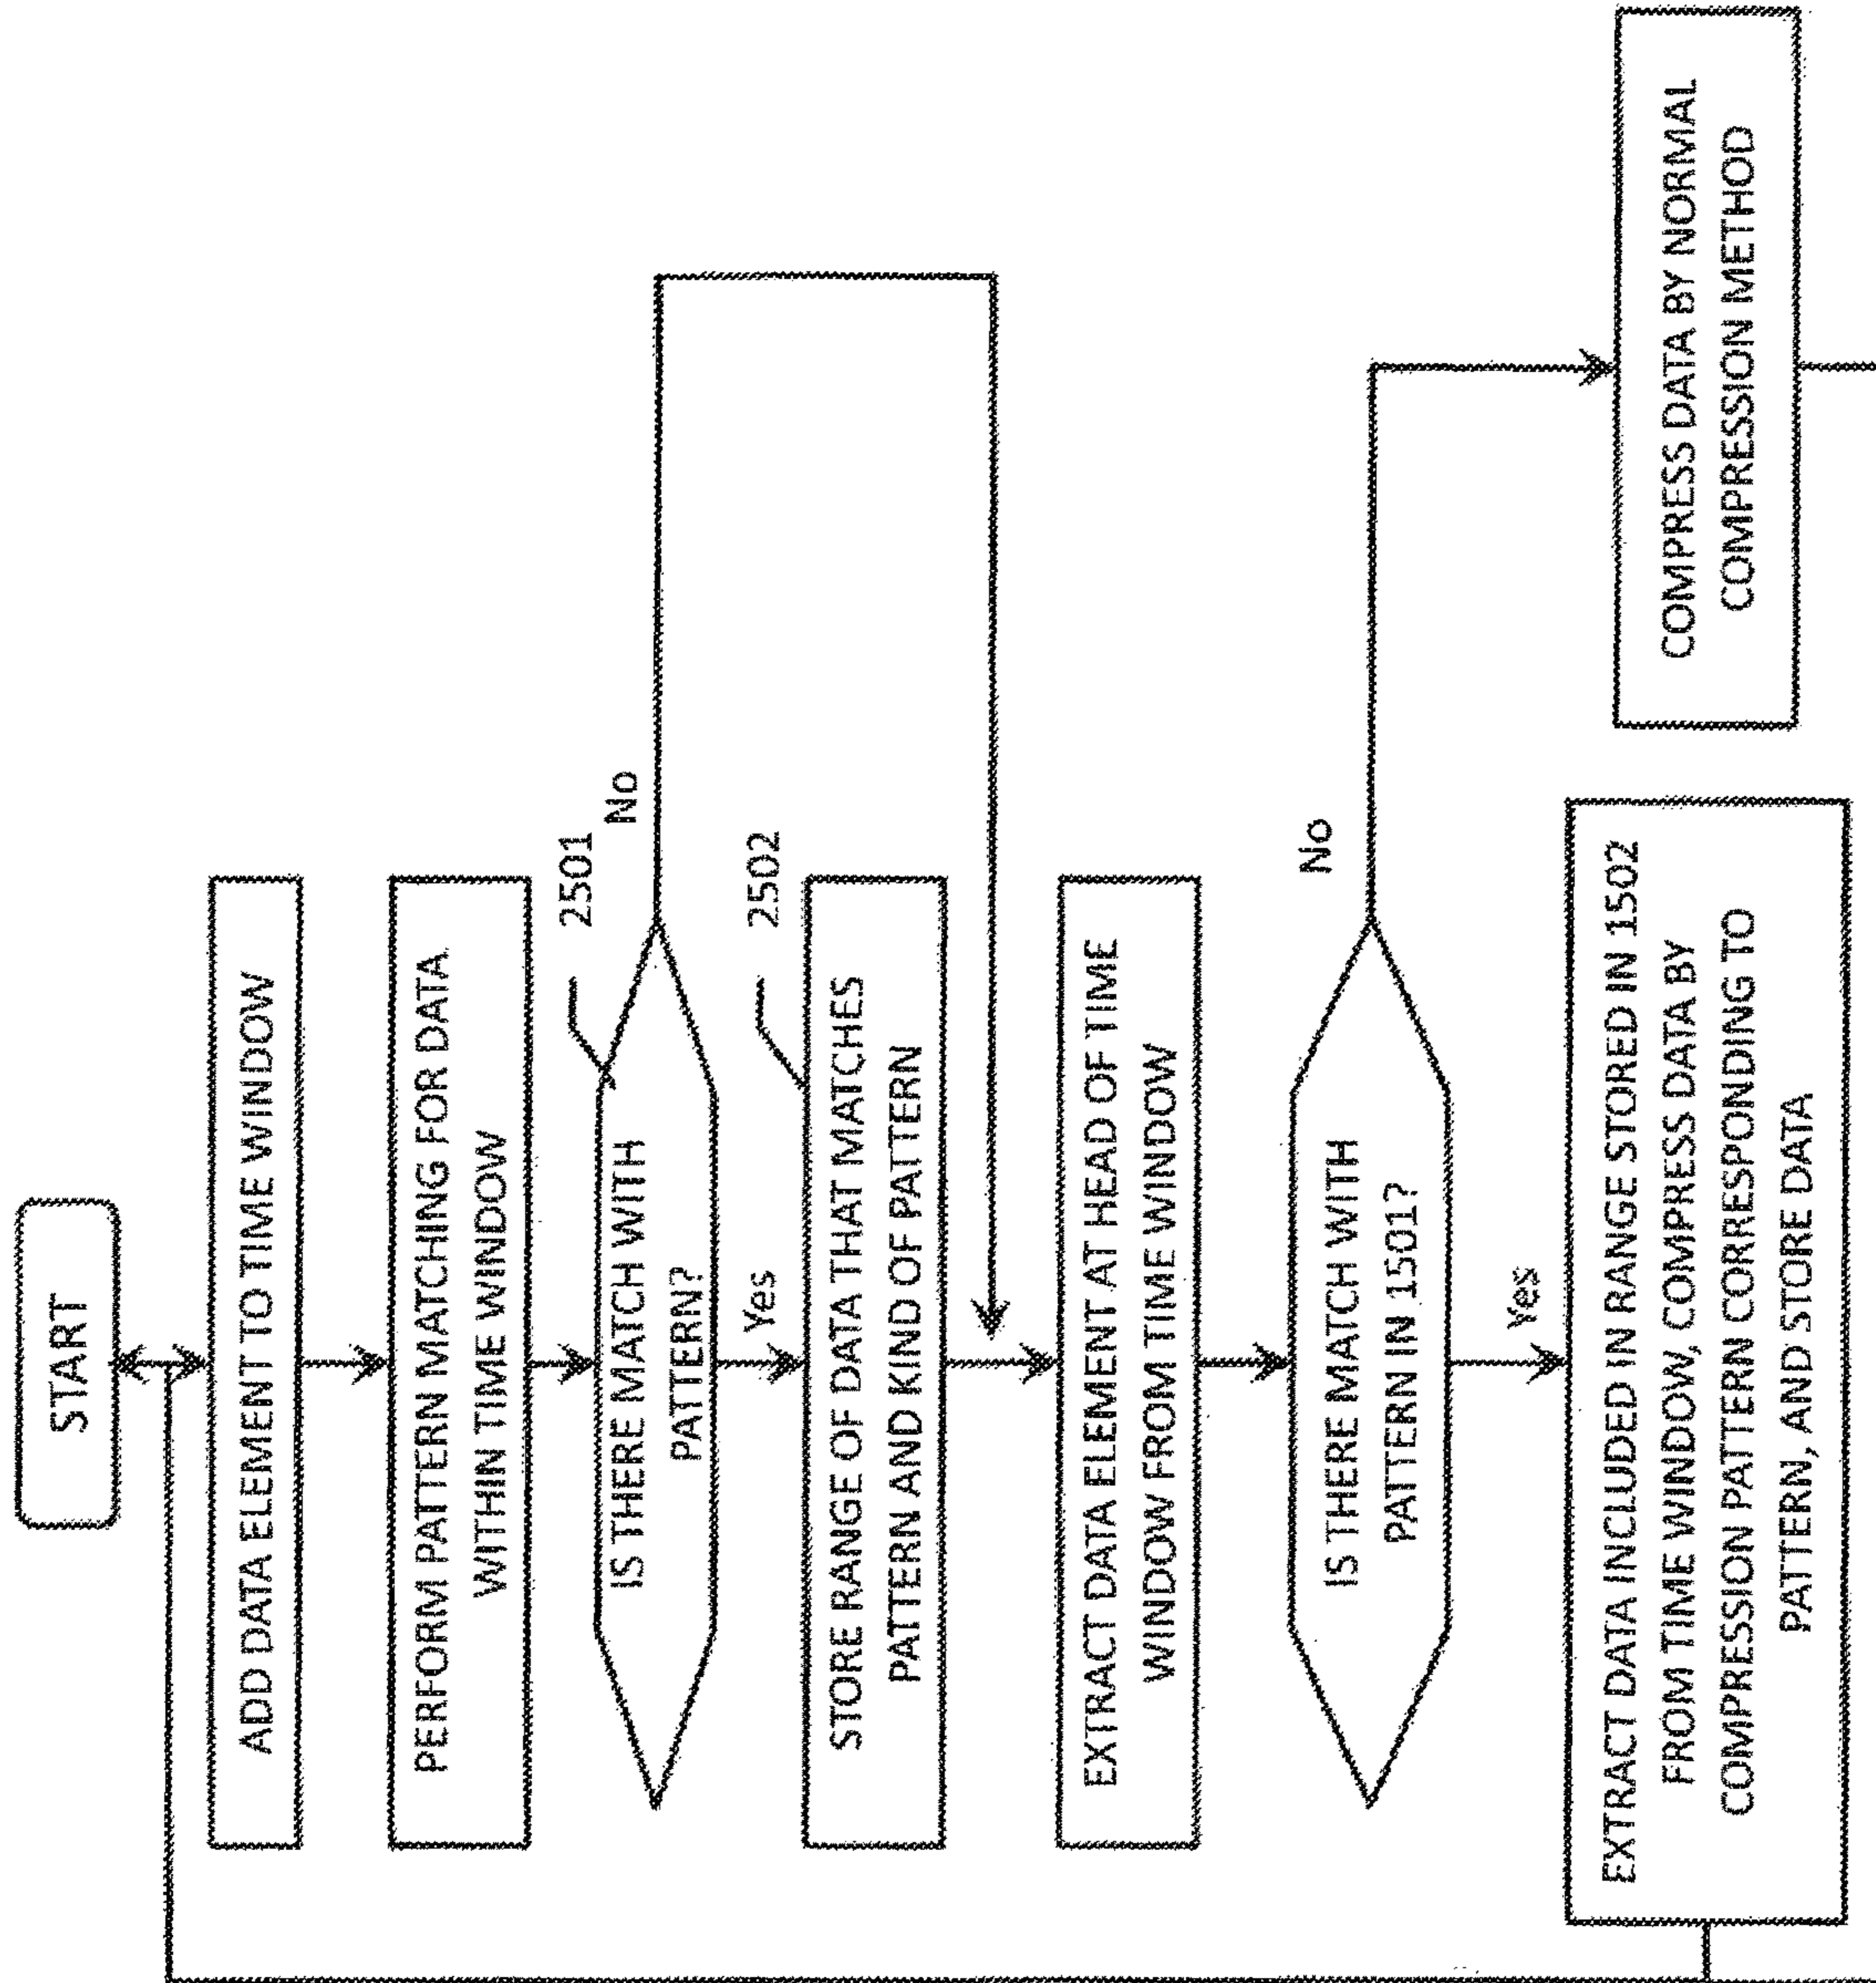 START
ADD DATA ELEMENT TO TIME WINDOW
PERFORM PATTERN MATCHING FOR DATA
WITHIN TIME WINDOW
2501
IS THERE MATCH WITH
PATTERN?
No
Yes
2502
STORE RANGE OF DATA THAT MATCHES
PATTERN AND KIND OF PATTERN
EXTRACT DATA ELEMENT AT HEAD OF TIME
WINDOW FROM TIME WINDOW
IS THERE MATCH WITH
PATTERN IN 1501?
No
Yes
EXTRACT DATA INCLUDED IN RANGE STORED IN 1502
FROM TIME WINDOW, COMPRESS DATA BY
COMPRESSION PATTERN CORRESPONDING TO
PATTERN, AND STORE DATA
COMPRESS DATA BY NORMAL
COMPRESSION METHOD